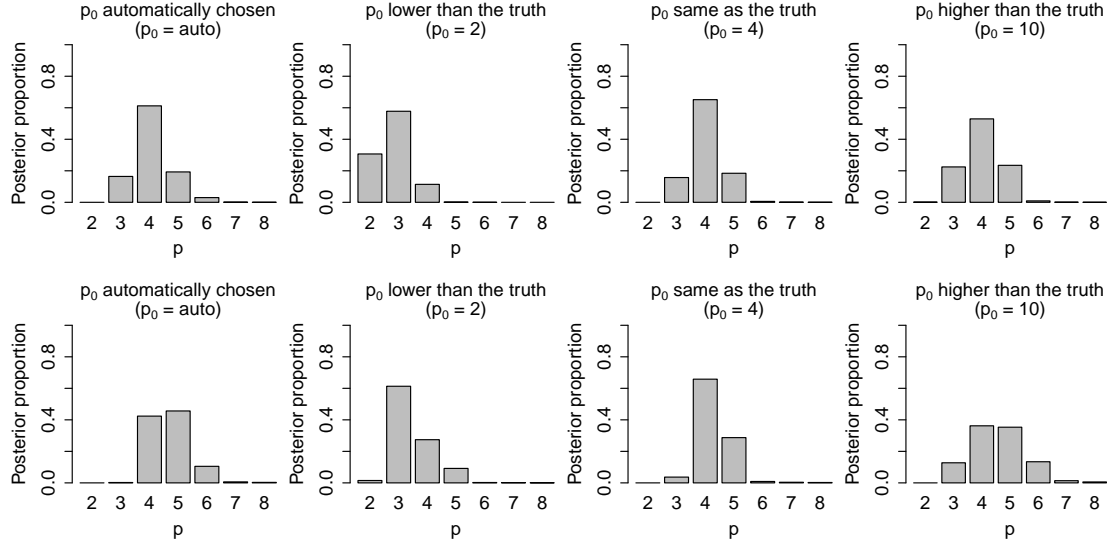 p₀ automatically chosen
(p₀ = auto)
Posterior proportion
0.0 0.4 0.8
2 3 4 5 6 7 8
p
p₀ lower than the truth
(p₀ = 2)
Posterior proportion
0.0 0.4 0.8
2 3 4 5 6 7 8
p
p₀ same as the truth
(p₀ = 4)
Posterior proportion
0.0 0.4 0.8
2 3 4 5 6 7 8
p
p₀ higher than the truth
(p₀ = 10)
Posterior proportion
0.0 0.4 0.8
2 3 4 5 6 7 8
p
p₀ automatically chosen
(p₀ = auto)
Posterior proportion
0.0 0.4 0.8
2 3 4 5 6 7 8
p
p₀ lower than the truth
(p₀ = 2)
Posterior proportion
0.0 0.4 0.8
2 3 4 5 6 7 8
p
p₀ same as the truth
(p₀ = 4)
Posterior proportion
0.0 0.4 0.8
2 3 4 5 6 7 8
p
p₀ higher than the truth
(p₀ = 10)
Posterior proportion
0.0 0.4 0.8
2 3 4 5 6 7 8
p